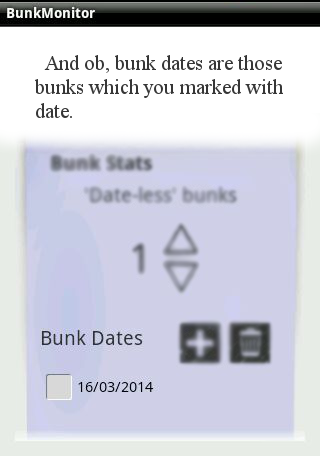 BunkMonitor
And ob, bunk dates are those
bunks which you marked with
date.
Bunk Stats
'Date-less' bunks
1
Bunk Dates
16/03/2014